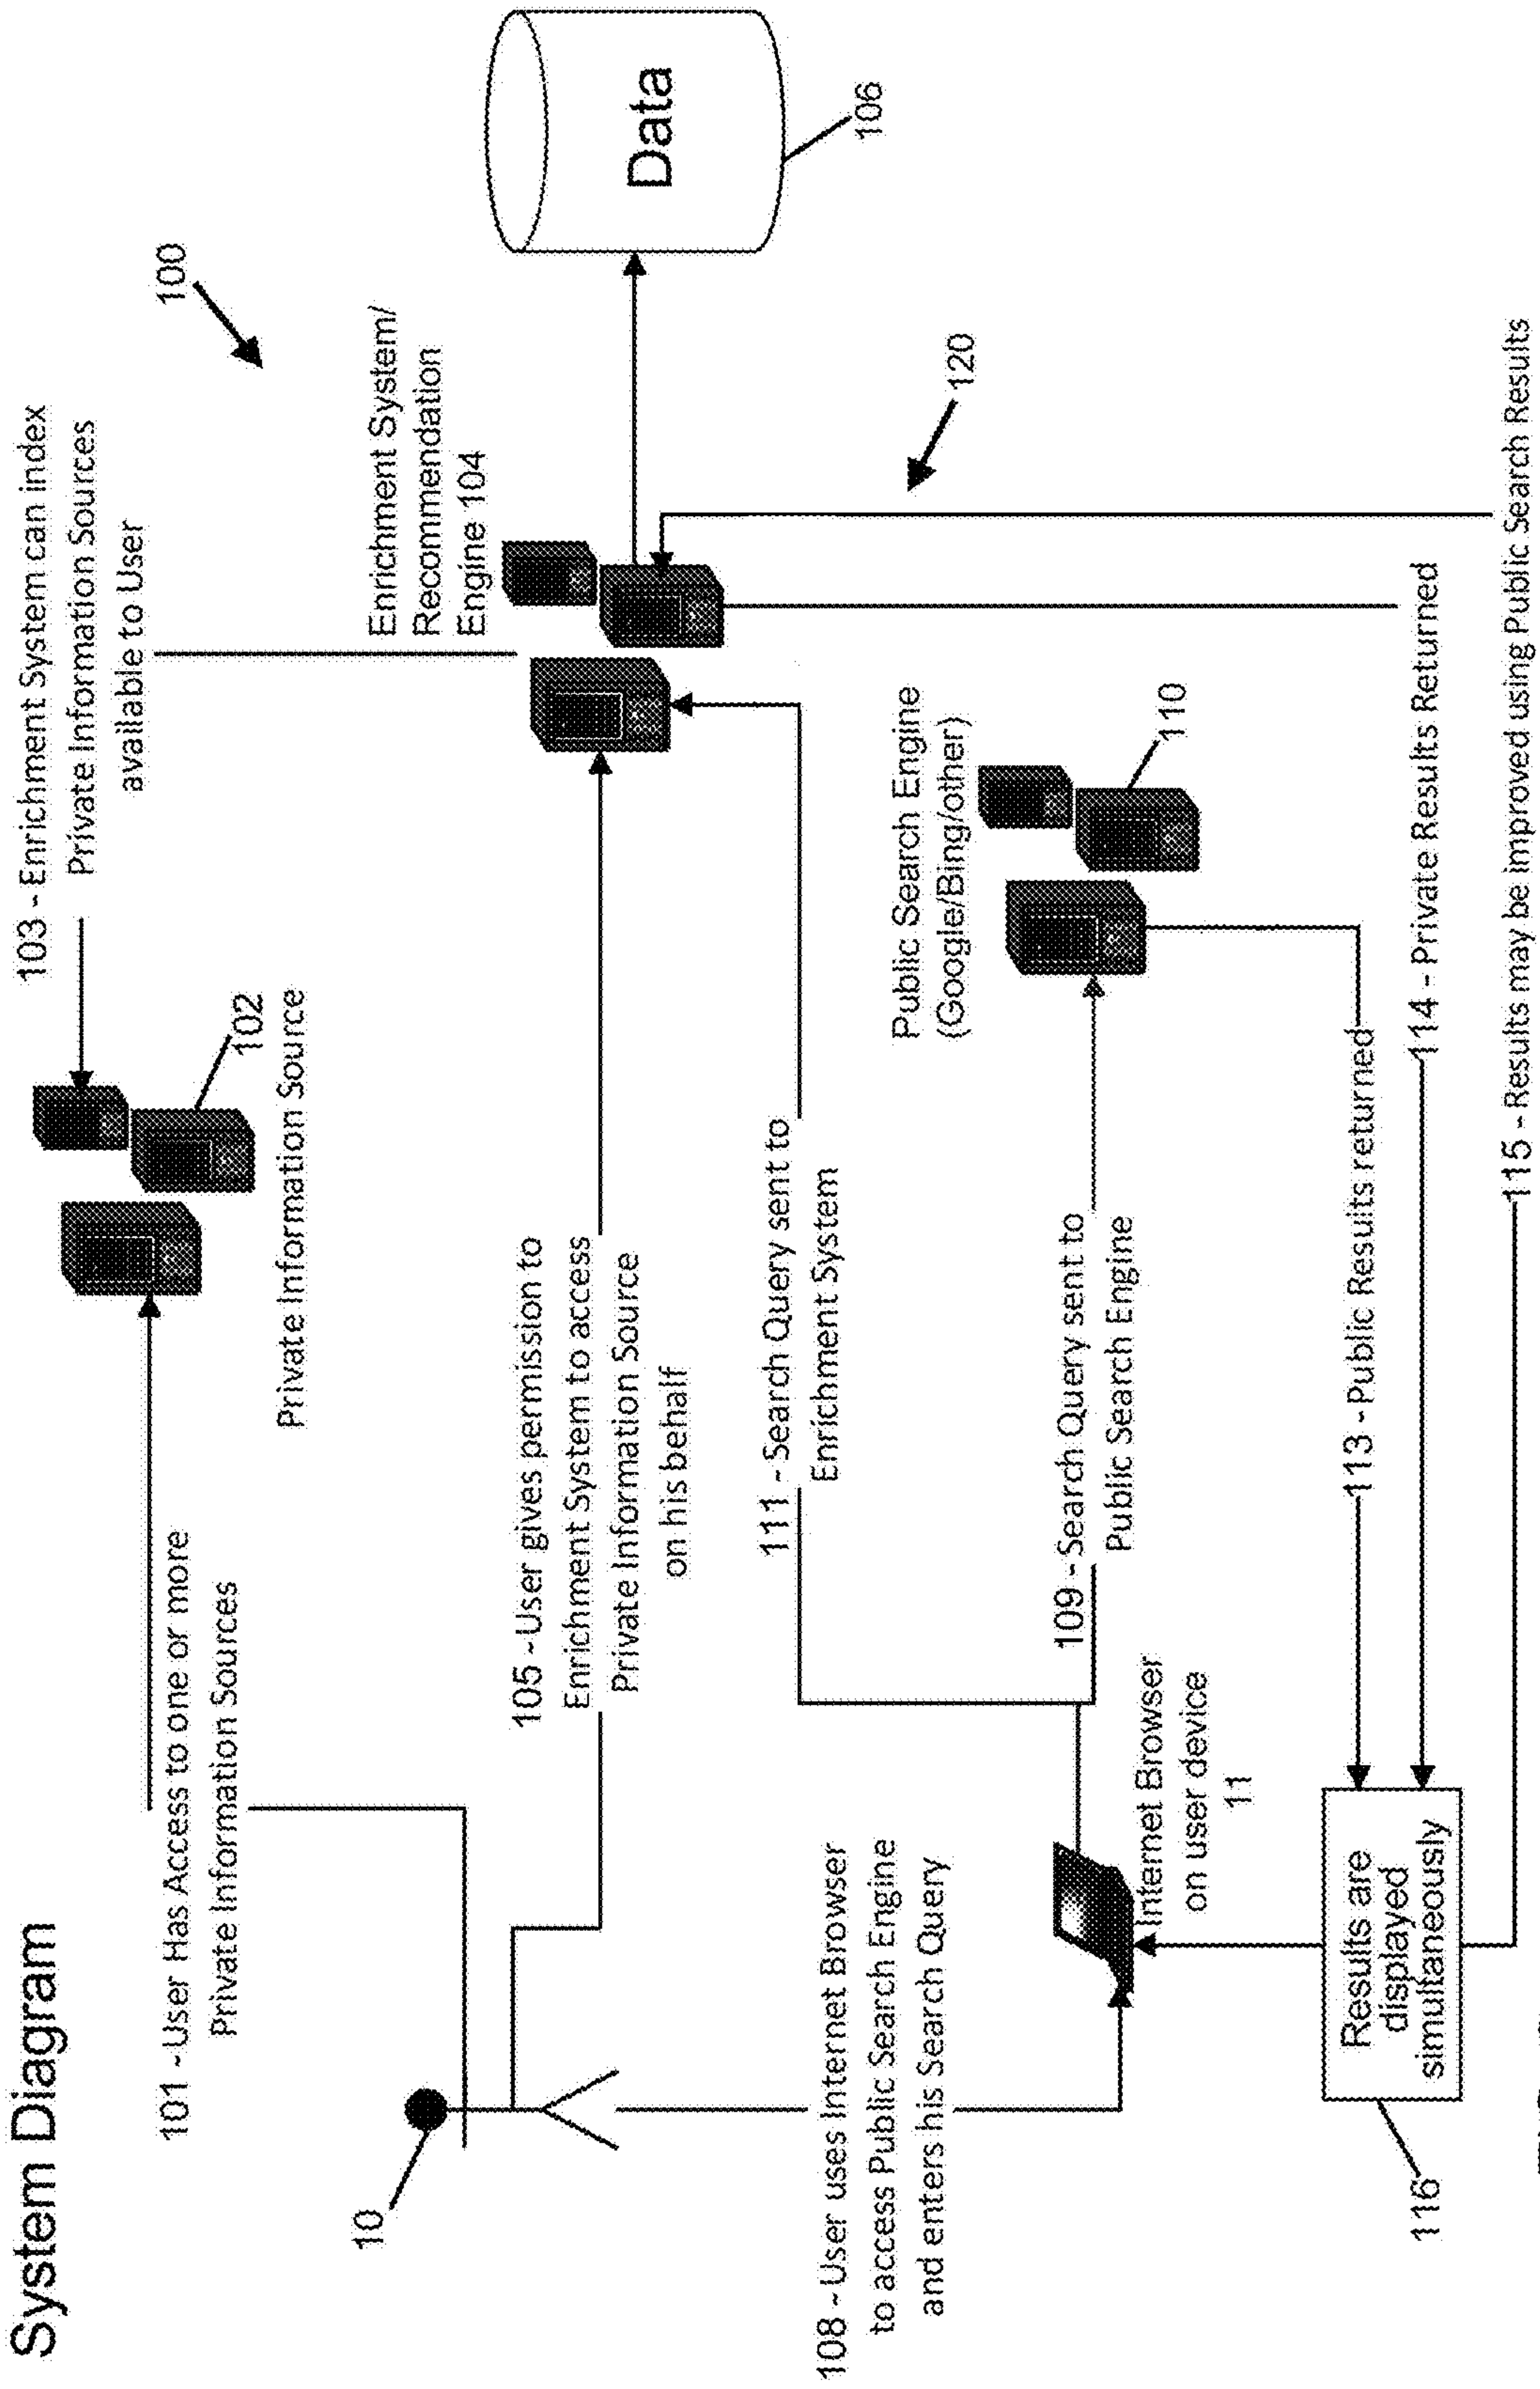 System Diagram
101 - User Has Access to one or more
Private Information Sources
102
Private Information Source
103 - Enrichment System can index
Private Information Sources
available to User
100
10
105 - User gives permission to
Enrichment System to access
Private Information Source
on his behalf
Enrichment System/
Recommendation
Engine 104
Data
106
111 - Search Query sent to
Enrichment System
120
108 - User uses Internet Browser
to access Public Search Engine
and enters his Search Query
109 - Search Query sent to
Public Search Engine
Public Search Engine
(Google/Bing/other)
110
Internet Browser
on user device
11
113 - Public Results returned
114 - Private Results Returned
Results are
displayed
simultaneously
116
115 - Results may be improved using Public Search Results